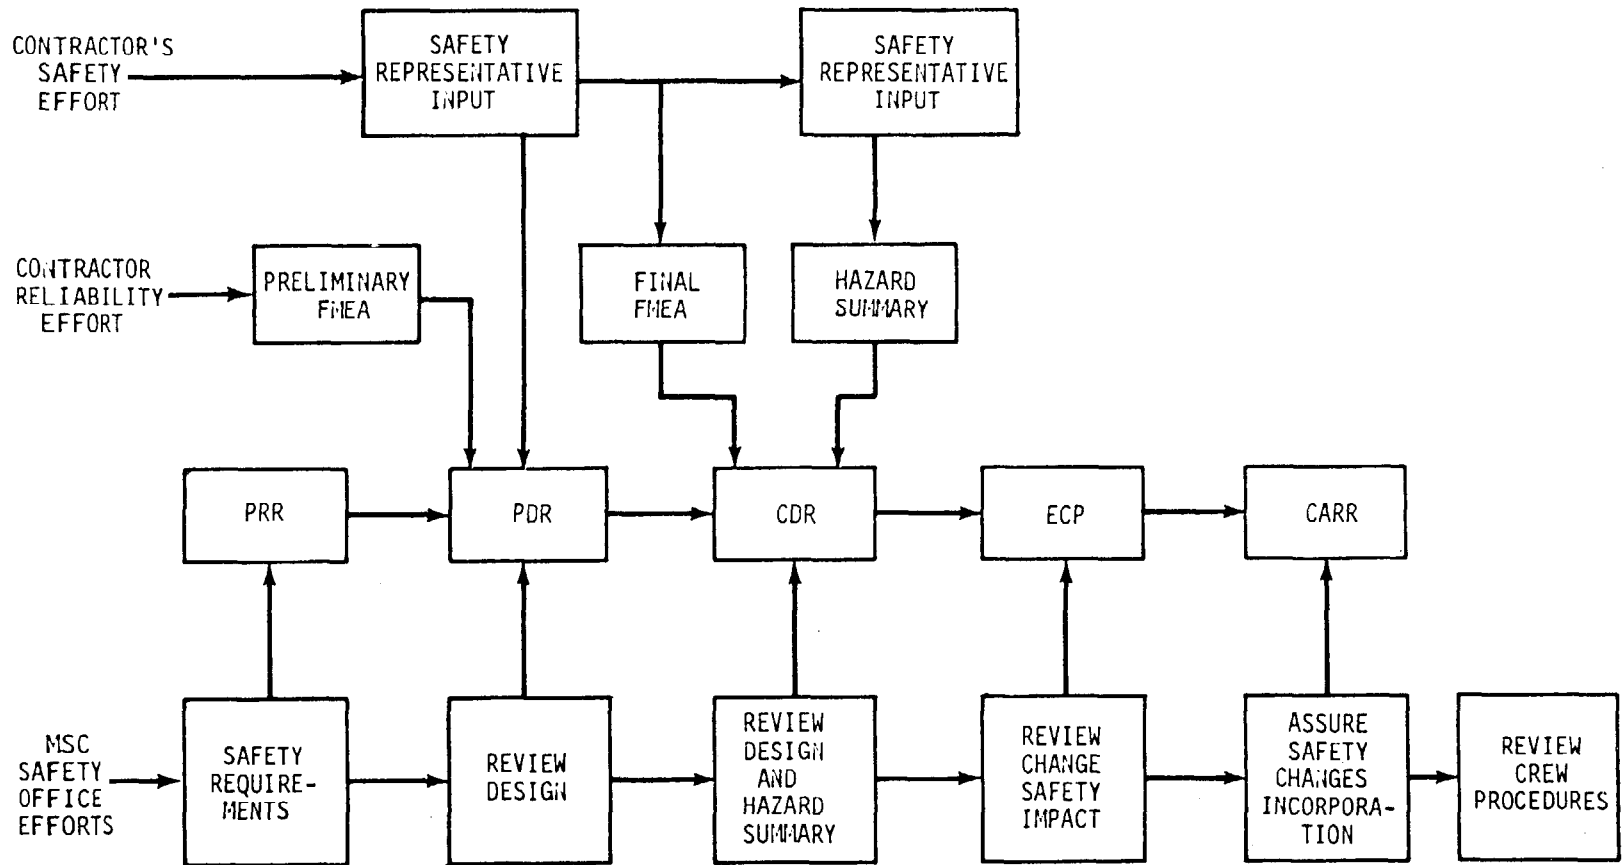 CONTRACTOR'S
SAFETY
EFFORT
SAFETY
REPRESENTATIVE
INPUT
SAFETY
REPRESENTATIVE
INPUT
CONTRACTOR
RELIABILITY
EFFORT
PRELIMINARY
FMEA
FINAL
FMEA
HAZARD
SUMMARY
PRR
PDR
CDR
ECP
CARR
MSC
SAFETY
OFFICE
EFFORTS
SAFETY
REQUIRE-
MENTS
REVIEW
DESIGN
REVIEW
DESIGN
AND
HAZARD
SUMMARY
REVIEW
CHANGE
SAFETY
IMPACT
ASSURE
SAFETY
CHANGES
INCORPORA-
TION
REVIEW
CREW
PROCEDURES